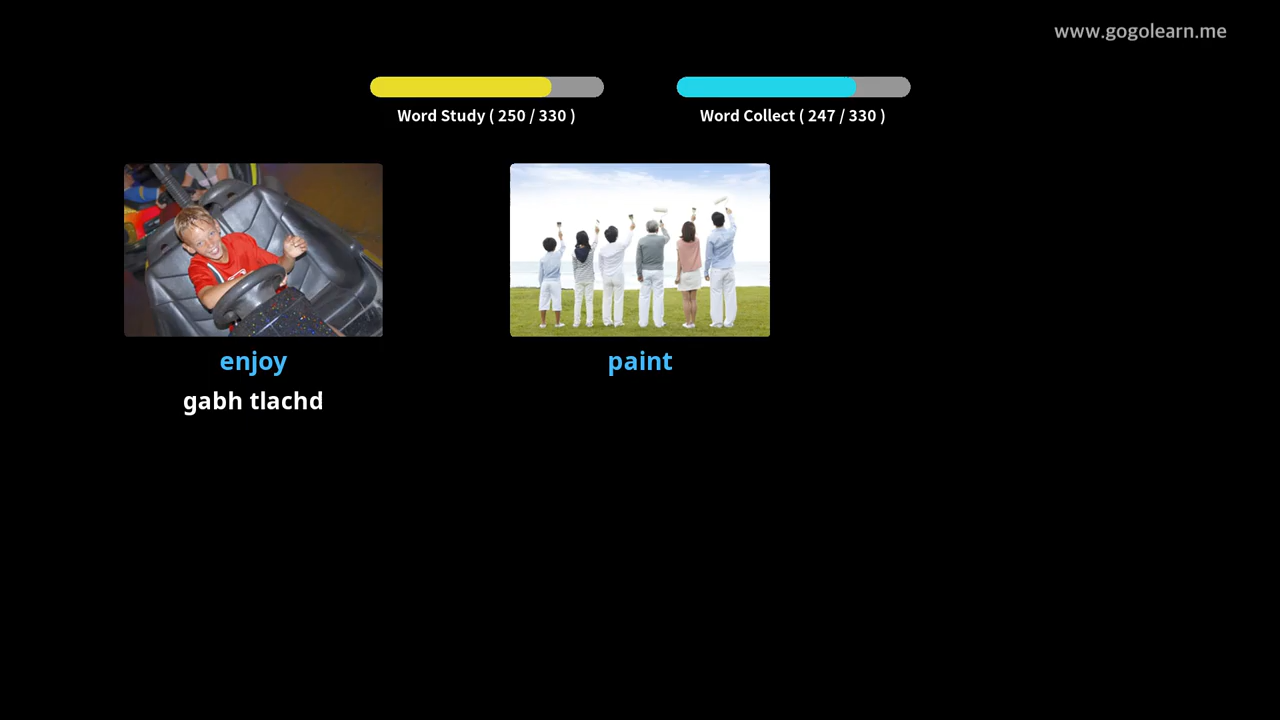 www.gogolearn.me
Word Study ( 250 / 330 )
Word Collect ( 247 / 330 )
enjoy
paint
gabh tlachd